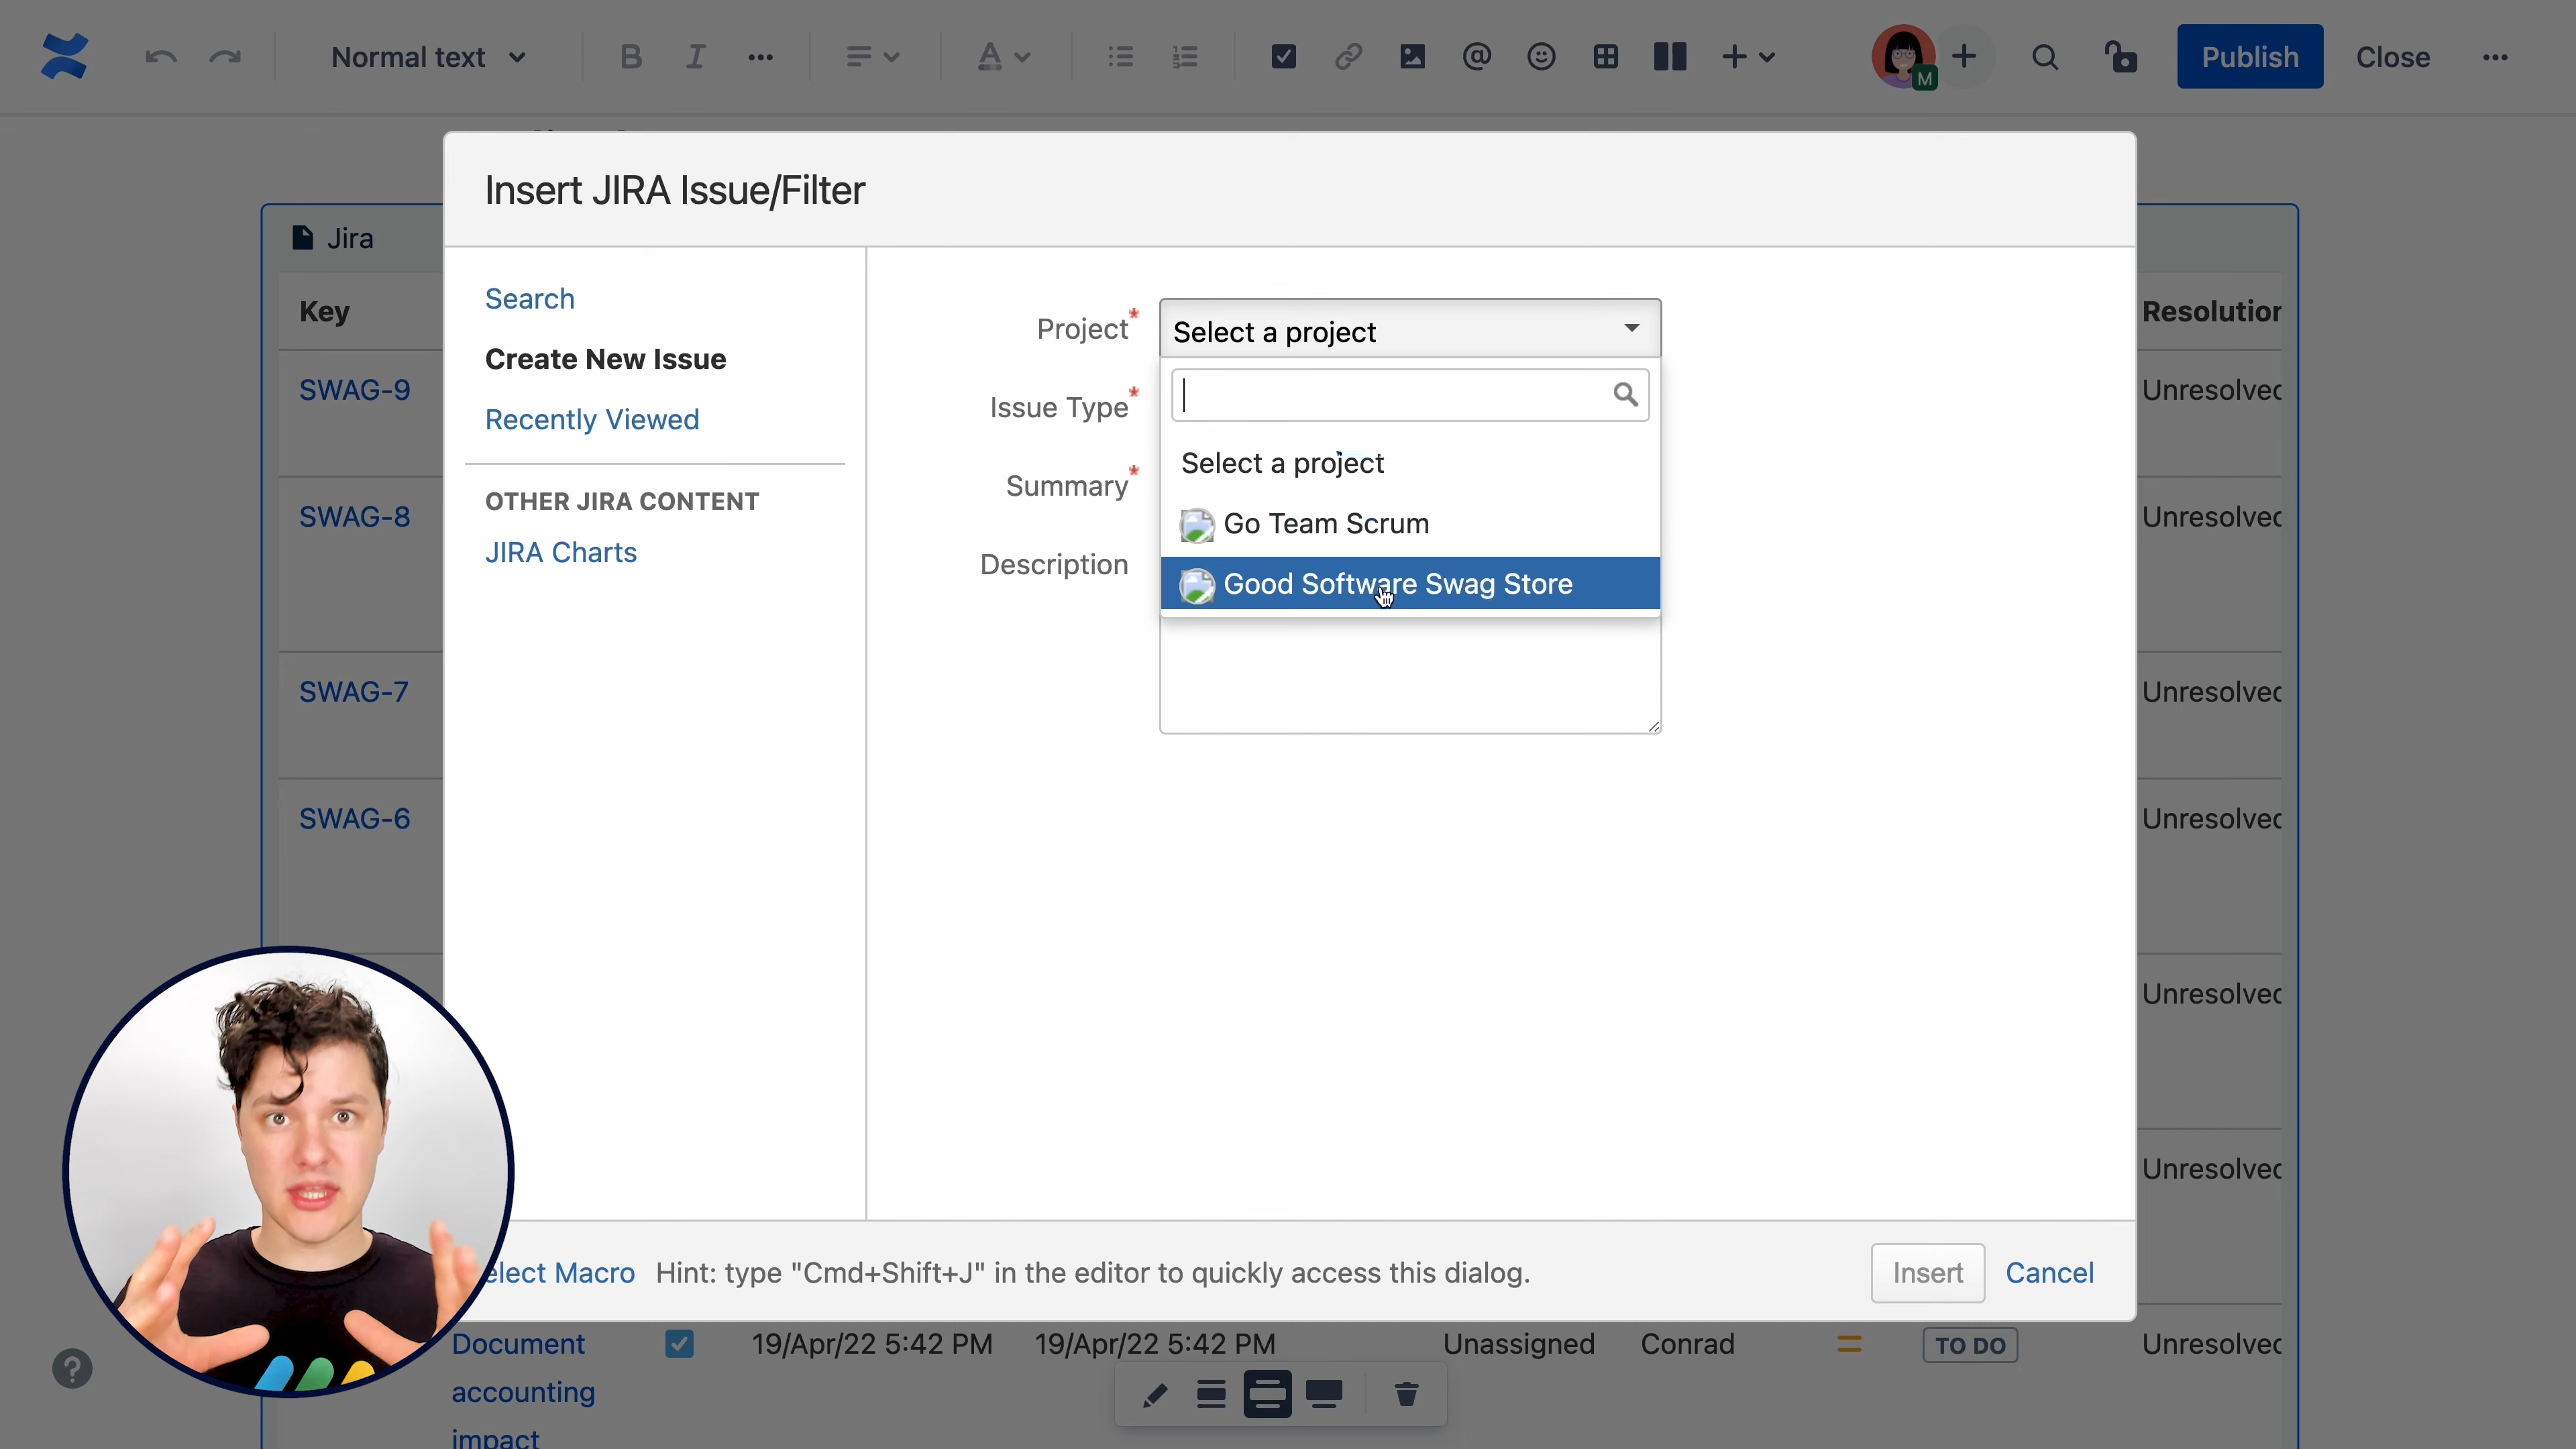 Normal text
B
I
A
@
M
Publish
Close
Insert JIRA Issue/Filter
Jira
Key
Resolution
SWAG-9
Unresolved
SWAG-8
Unresolved
SWAG-7
Unresolved
SWAG-6
Unresolved
Unresolved
Unresolved
Search
Create New Issue
Recently Viewed
OTHER JIRA CONTENT
JIRA Charts
Project*
Select a project
Issue Type*
Select a project
Summary*
Go Team Scrum
Description
Good Software Swag Store
elect Macro
Hint: type "Cmd+Shift+J" in the editor to quickly access this dialog.
Insert
Cancel
Document
accounting
impact
19/Apr/22 5:42 PM
19/Apr/22 5:42 PM
Unassigned
Conrad
TO DO
Unresolved
?